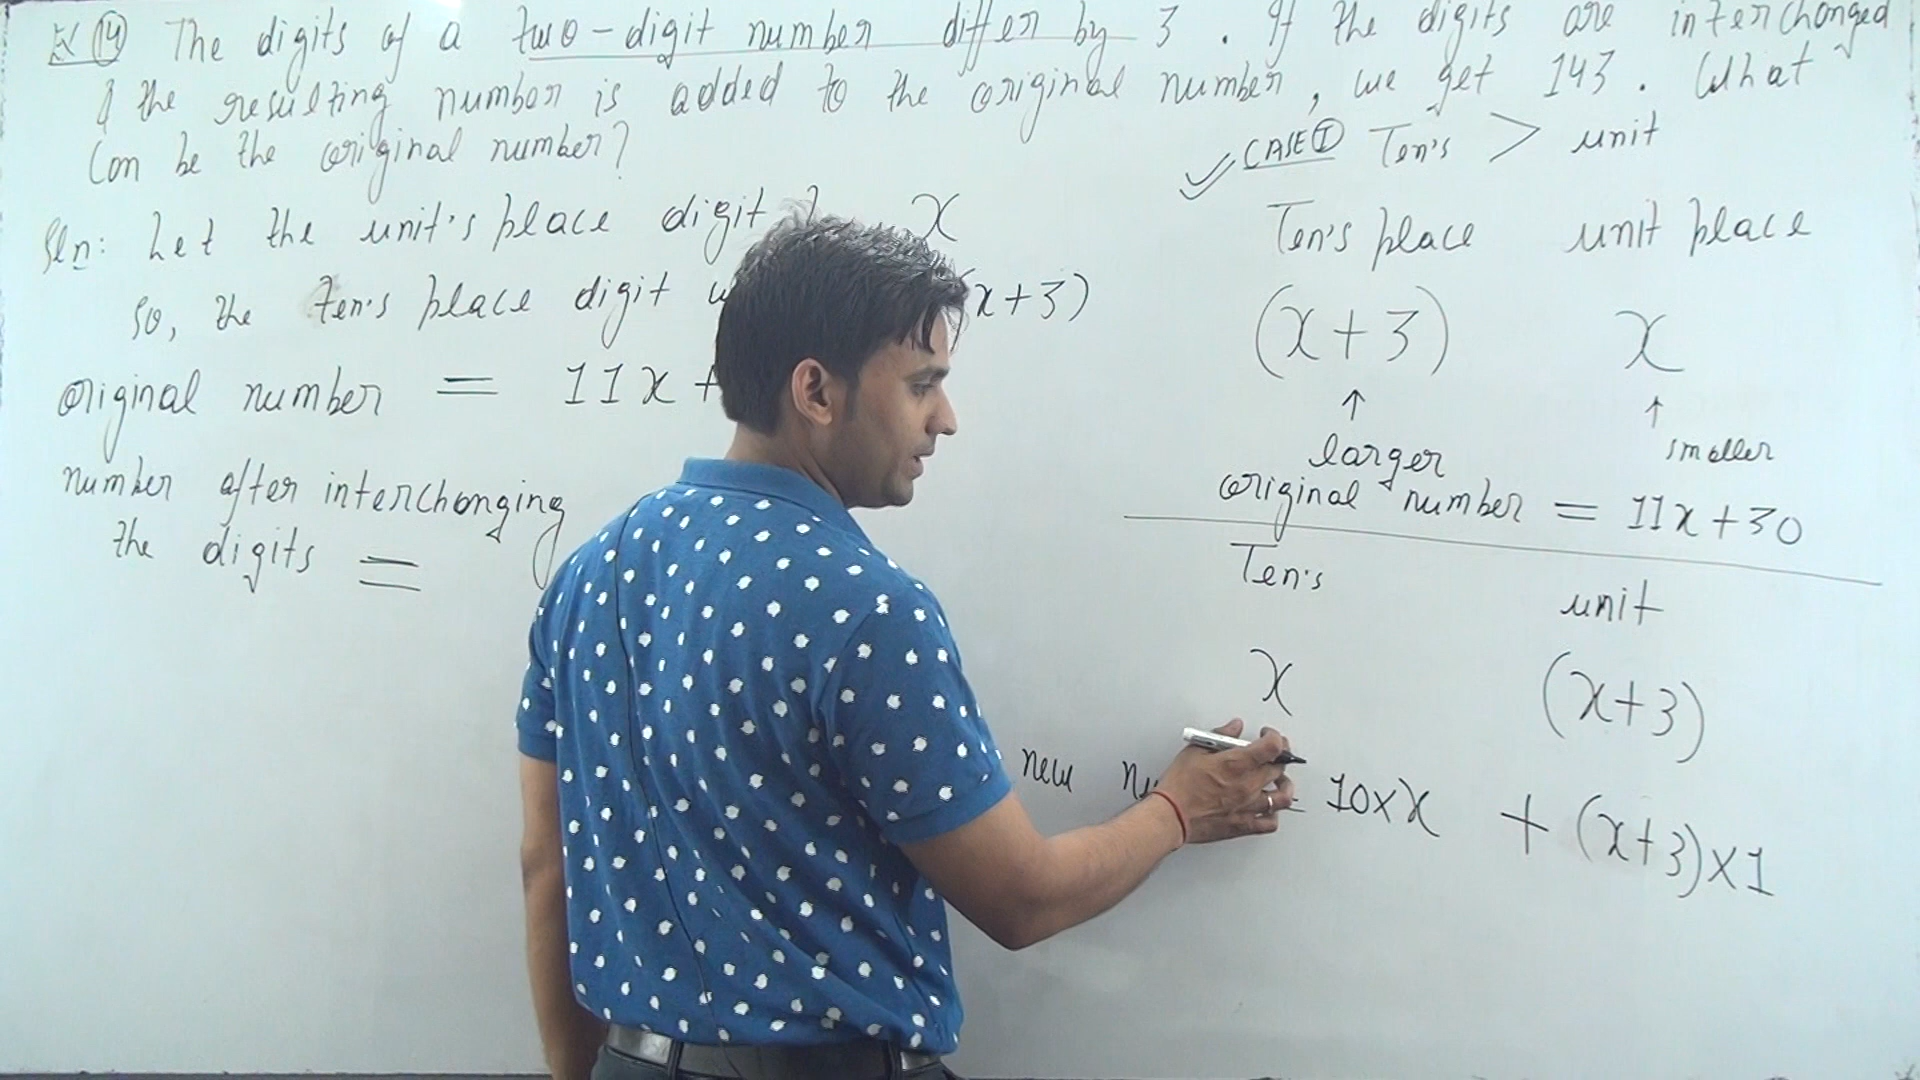 Ex 14 The digits of a two-digit number differ by 3. If the digits are interchanged
& the resulting number is added to the original number, we get 143. What
can be the original number?
Sln: Let the unit's place digit x
So, the Ten's place digit (x+3)
original number = 11x+
number after interchanging
the digits =
CASE I Ten's > unit
Ten's place unit place
(x+3) x
↑ ↑
larger smaller
original number = 11x+30
Ten's unit
x (x+3)
new = 10×x + (x+3)×1